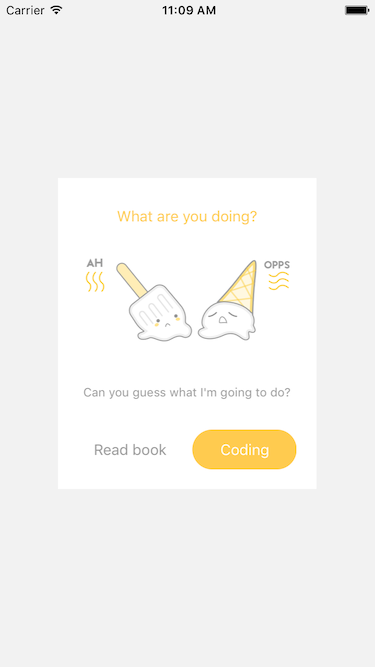 Carrier 11:09 AM
What are you doing?
AH
OPPS
Can you guess what I'm going to do?
Read book Coding